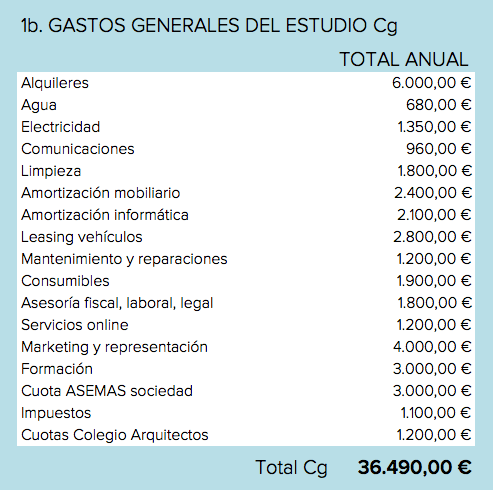 1b. GASTOS GENERALES DEL ESTUDIO Cg
TOTAL ANUAL
Alquileres 6.000,00 €
Agua 680,00 €
Electricidad 1.350,00 €
Comunicaciones 960,00 €
Limpieza 1.800,00 €
Amortización mobiliario 2.400,00 €
Amortización informática 2.100,00 €
Leasing vehículos 2.800,00 €
Mantenimiento y reparaciones 1.200,00 €
Consumibles 1.900,00 €
Asesoría fiscal, laboral, legal 1.800,00 €
Servicios online 1.200,00 €
Marketing y representación 4.000,00 €
Formación 3.000,00 €
Cuota ASEMAS sociedad 3.000,00 €
Impuestos 1.100,00 €
Cuotas Colegio Arquitectos 1.200,00 €
Total Cg 36.490,00 €